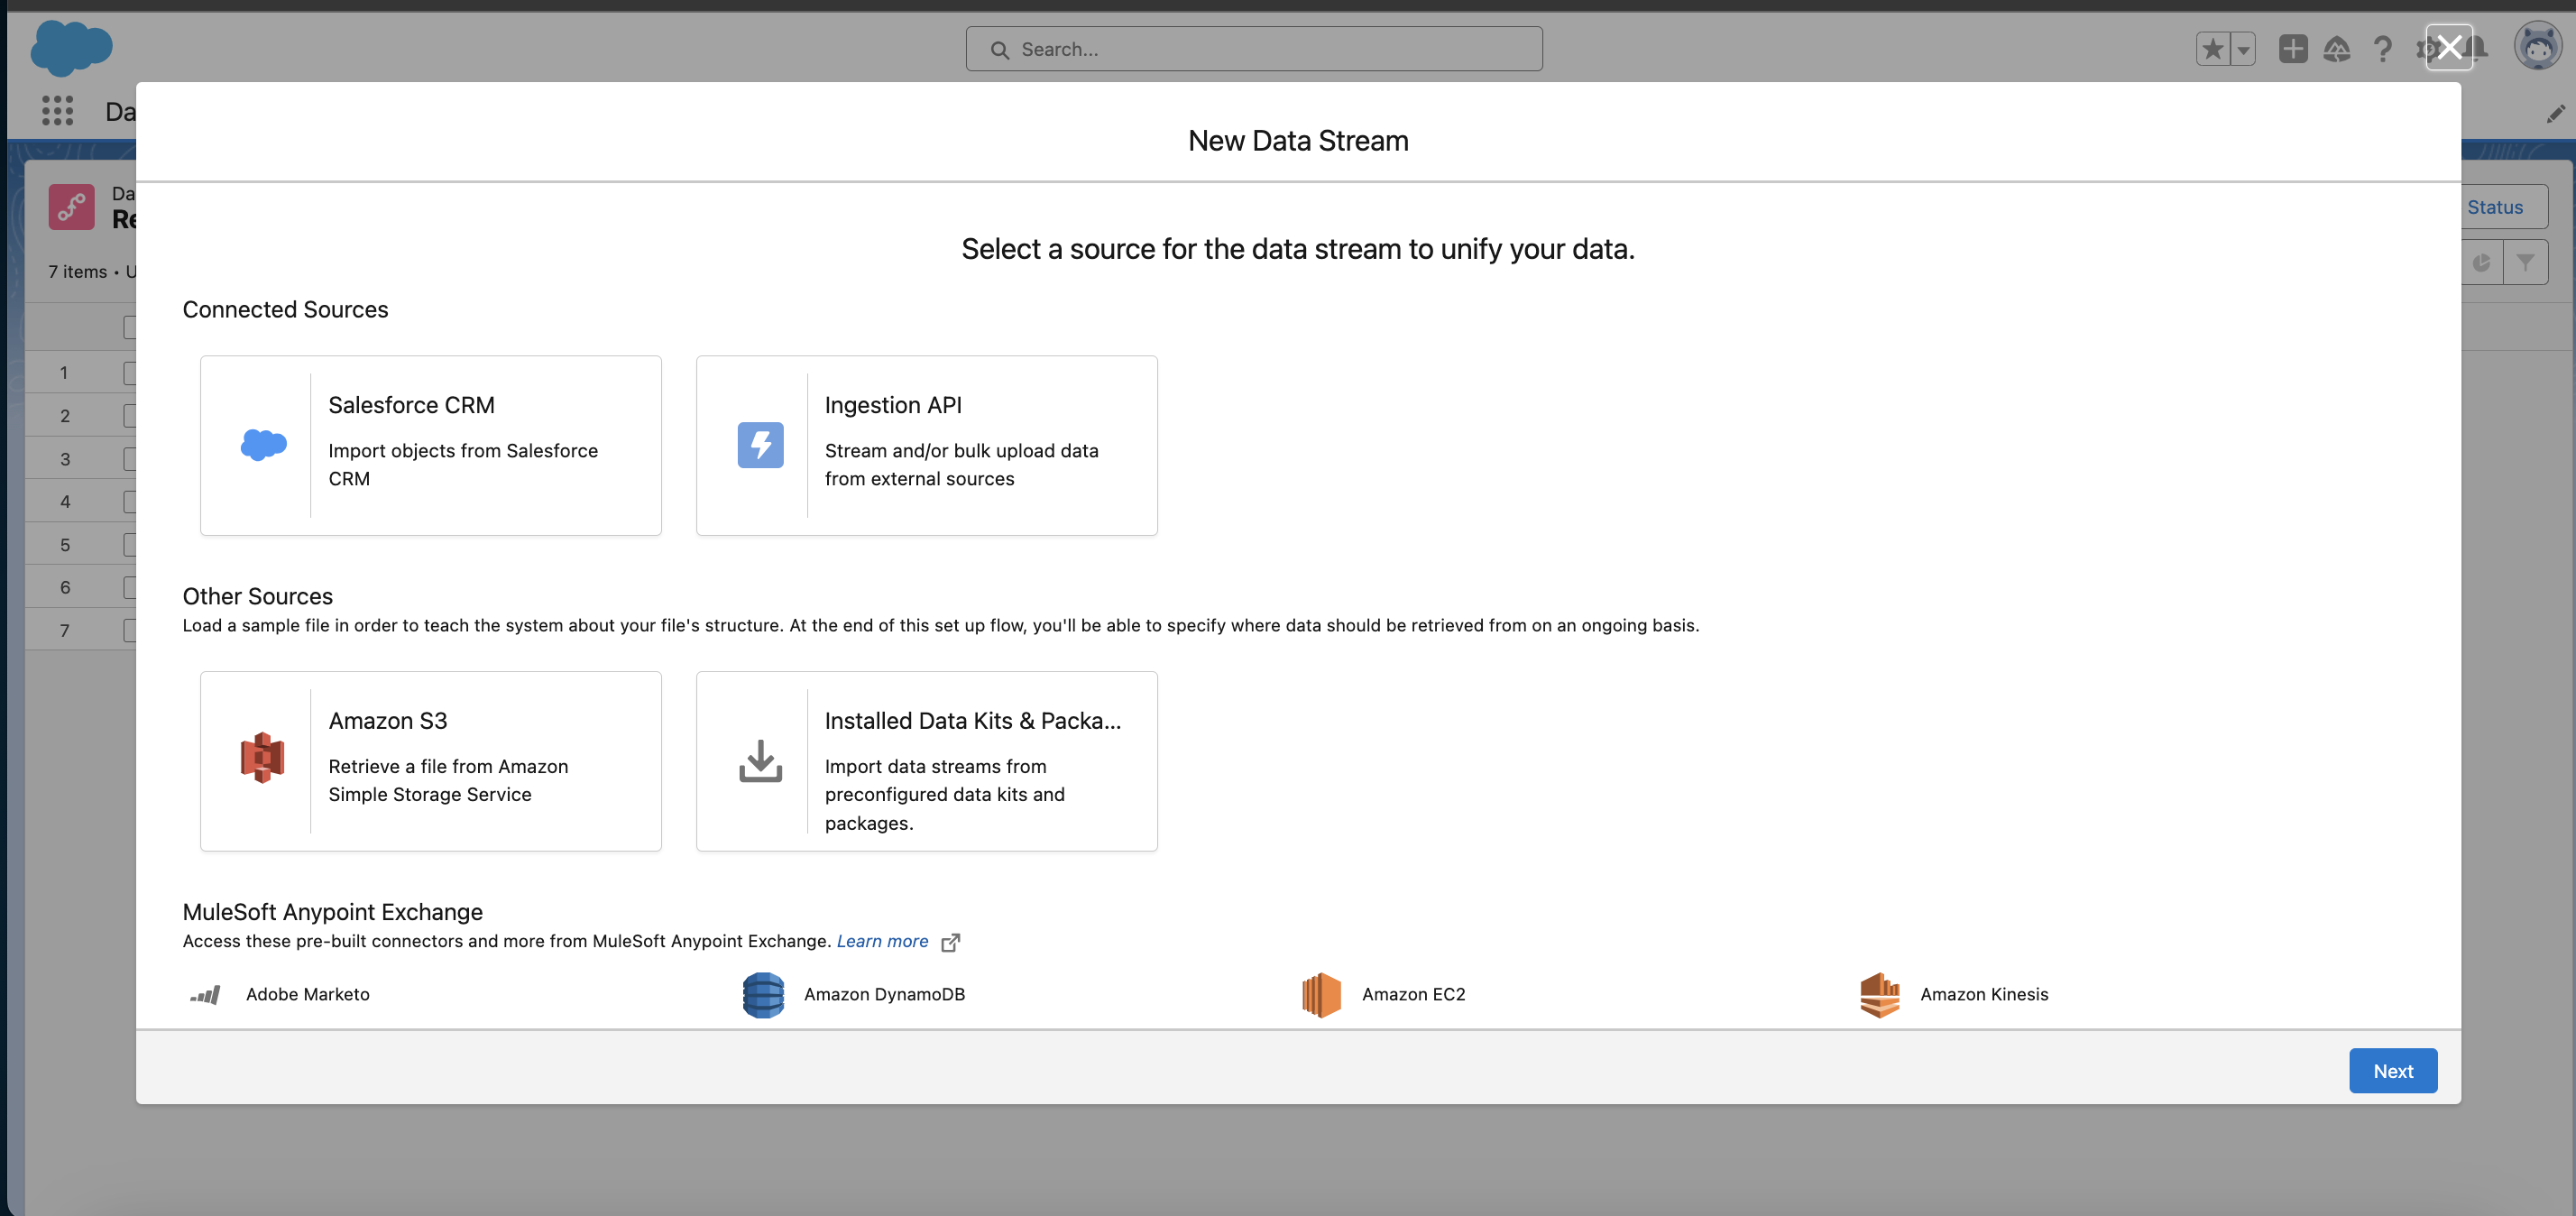 Search...
Da
New Data Stream
Da
Re
Status
7 items • U
Select a source for the data stream to unify your data.
Connected Sources
Salesforce CRM
Import objects from Salesforce
CRM
Ingestion API
Stream and/or bulk upload data
from external sources
1
2
3
4
5
6
7
Other Sources
Load a sample file in order to teach the system about your file's structure. At the end of this set up flow, you'll be able to specify where data should be retrieved from on an ongoing basis.
Amazon S3
Retrieve a file from Amazon
Simple Storage Service
Installed Data Kits & Packa...
Import data streams from
preconfigured data kits and
packages.
MuleSoft Anypoint Exchange
Access these pre-built connectors and more from MuleSoft Anypoint Exchange. Learn more
Adobe Marketo
Amazon DynamoDB
Amazon EC2
Amazon Kinesis
Next